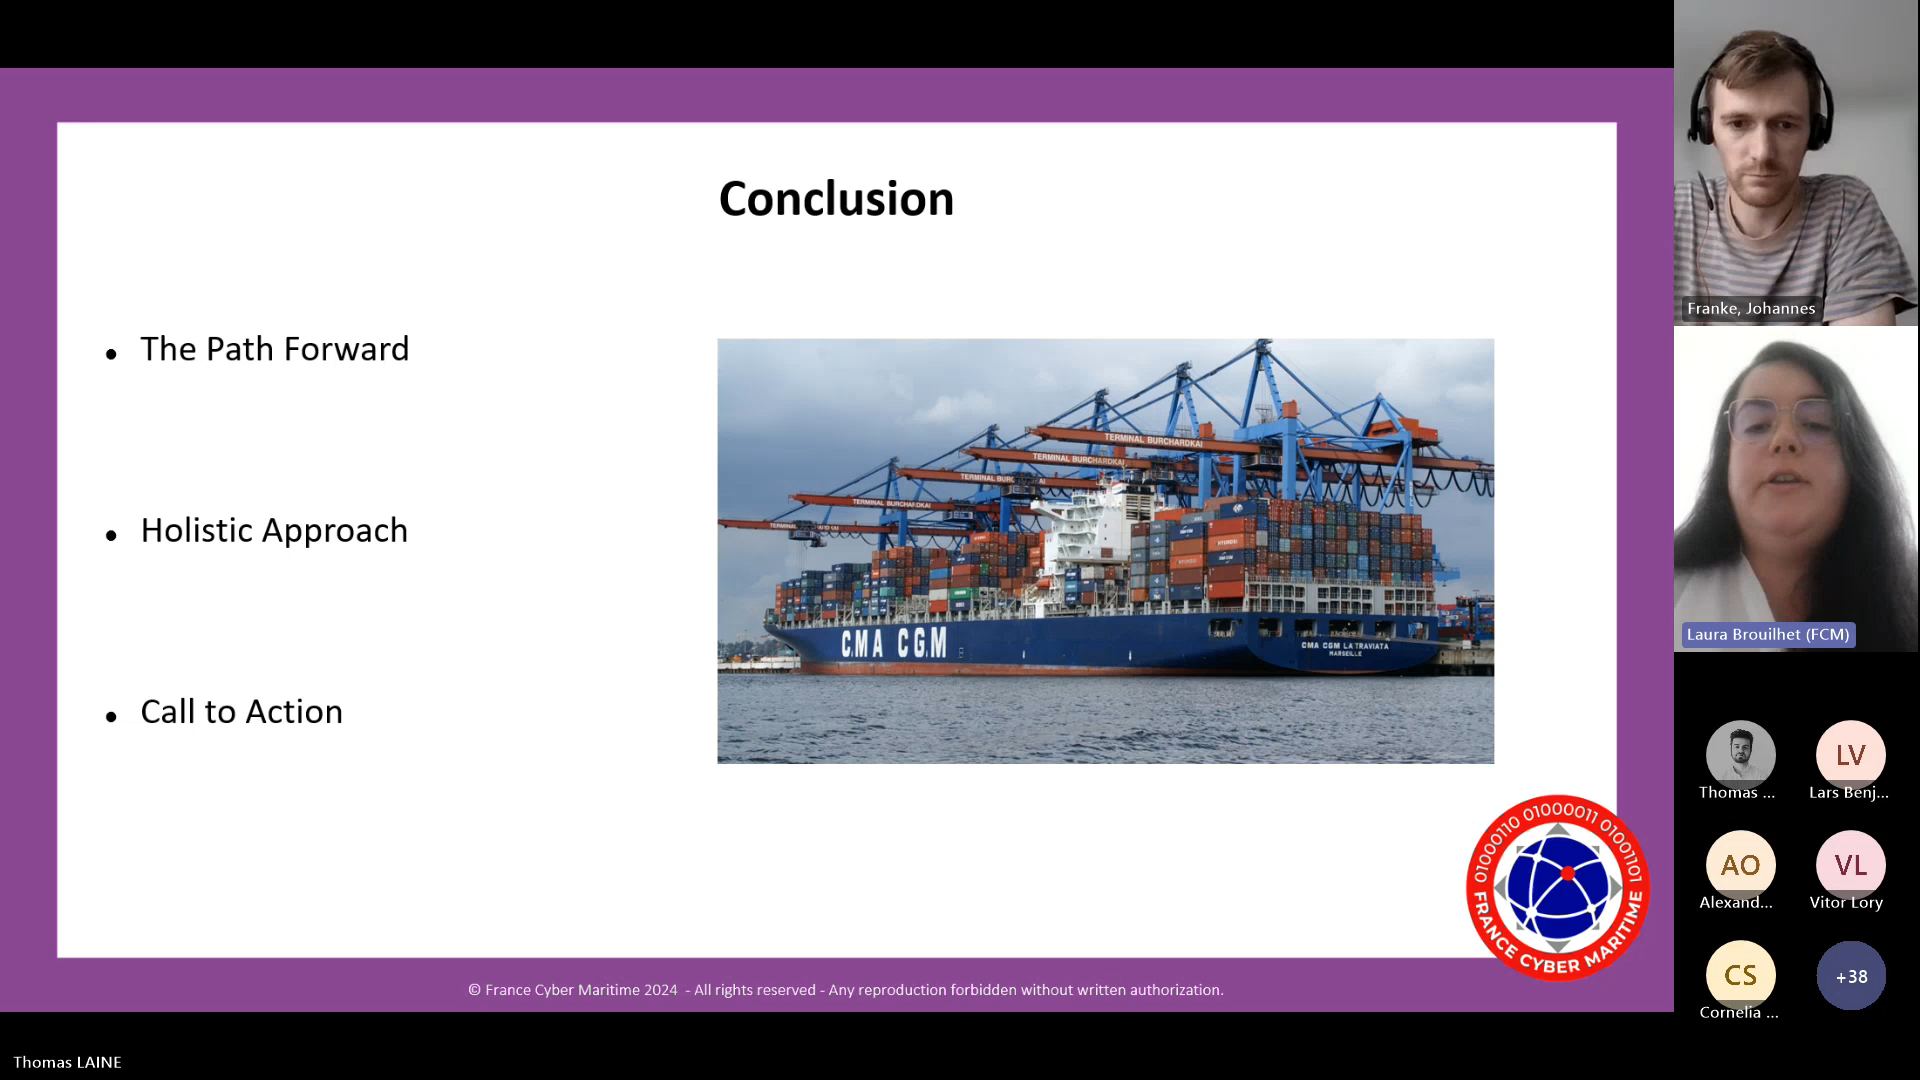 Conclusion
The Path Forward
Holistic Approach
Call to Action
TERMINAL BURCHARDKAI
TERMINAL BURCHARDKAI
TERMINAL BURC
TERMINAL BURCHARDKAI
CMA CGM
CMA CGM LA TRAVIATA
MARSEILLE
01000110 01000011 01001101
FRANCE CYBER MARITIME
© France Cyber Maritime 2024 - All rights reserved - Any reproduction forbidden without written authorization.
Thomas LAINE
Franke, Johannes
Laura Brouilhet (FCM)
LV
Thomas ...
Lars Benj...
AO
VL
Alexand...
Vitor Lory
CS
+38
Cornelia ...